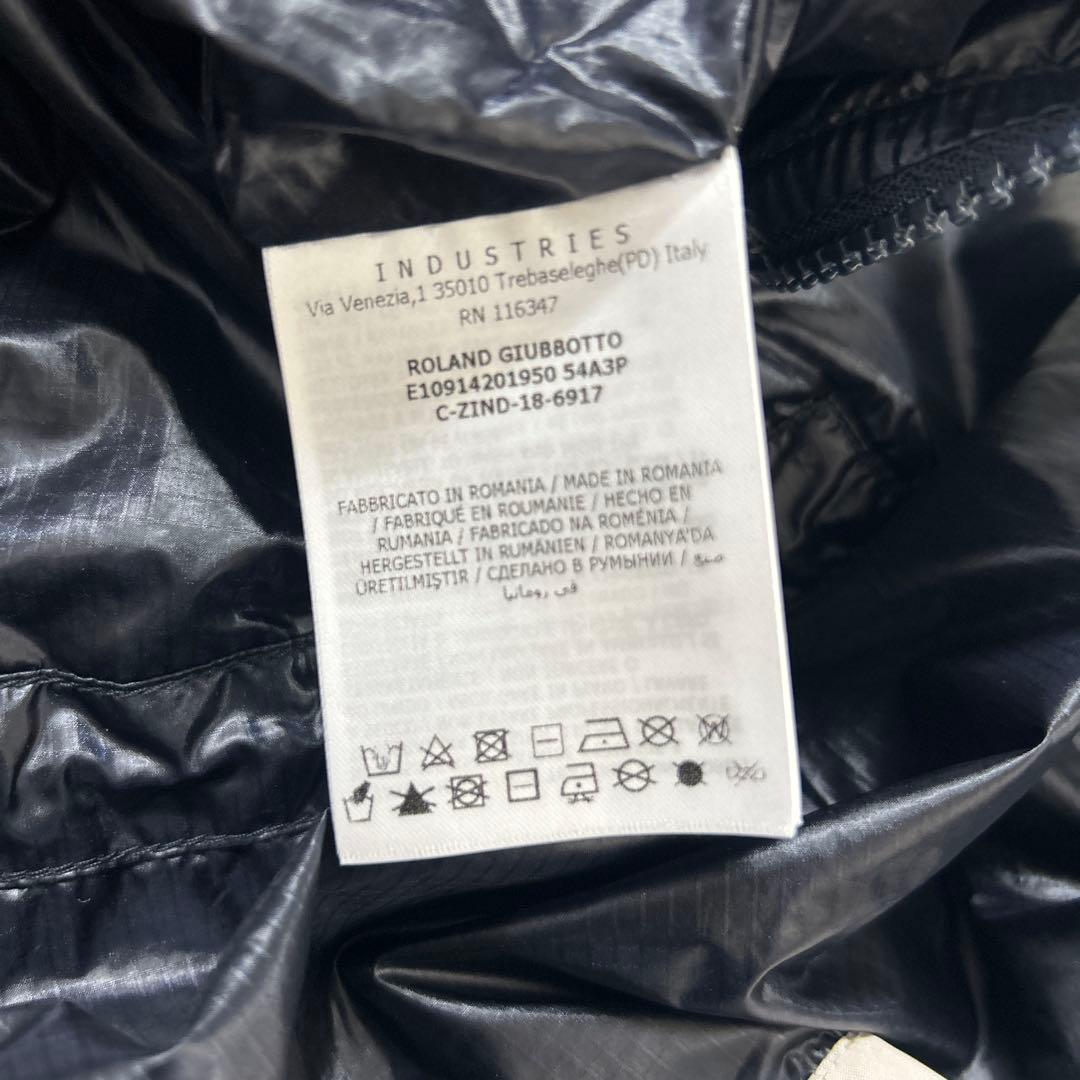 INDUSTRIES
Via Venezia,1 35010 Trebaseleghe(PD) Italy
RN 116347
ROLAND GIUBBOTTO
E10914201950 54A3P
C-ZIND-18-6917
FABBRICATO IN ROMANIA / MADE IN ROMANIA
/ FABRIQUÉ EN ROUMANIE / HECHO EN
RUMANIA / FABRICADO NA ROMÉNIA /
HERGESTELLT IN RUMÄNIEN / ROMANYA'DA
ÜRETILMIŞTIR / СДЕЛАНО В РУМЫНИИ / صنع
في رومانيا